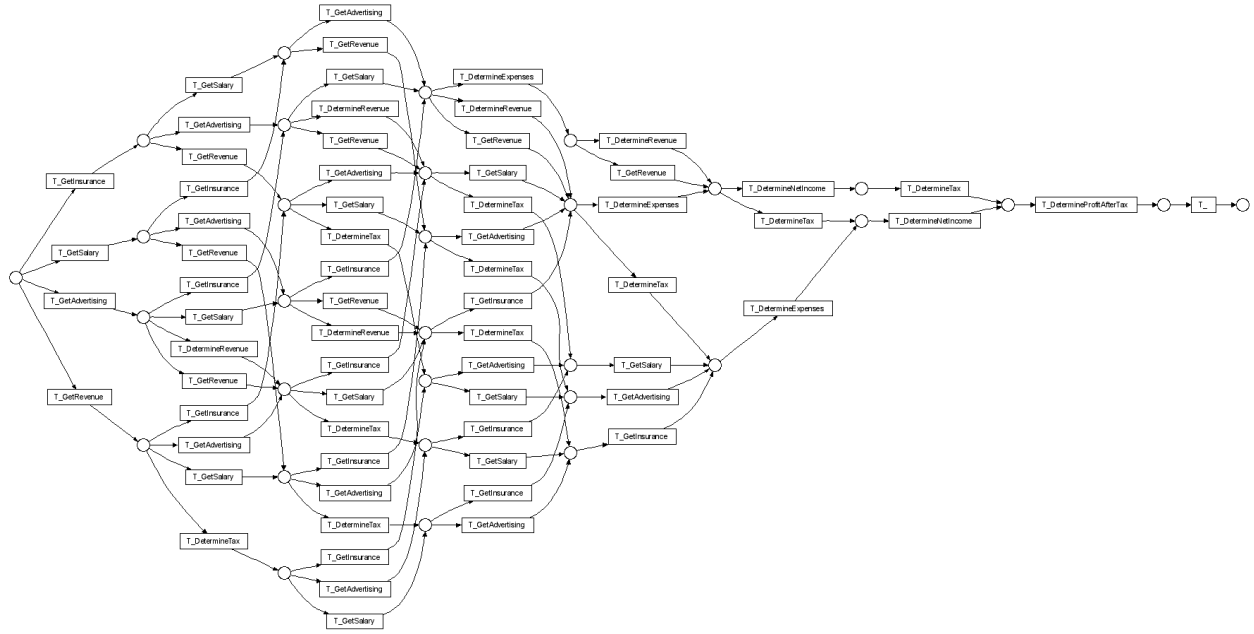 T_GetInsurance
T_GetSalary
T_GetAdvertising
T_GetRevenue
T_GetSalary
T_GetAdvertising
T_GetRevenue
T_GetInsurance
T_GetAdvertising
T_GetRevenue
T_GetInsurance
T_GetSalary
T_DetermineRevenue
T_GetRevenue
T_GetInsurance
T_GetAdvertising
T_GetSalary
T_DetermineTax
T_GetAdvertising
T_GetRevenue
T_GetSalary
T_DetermineRevenue
T_GetRevenue
T_GetAdvertising
T_GetSalary
T_DetermineTax
T_GetInsurance
T_GetRevenue
T_DetermineRevenue
T_GetInsurance
T_GetSalary
T_DetermineTax
T_GetInsurance
T_GetAdvertising
T_DetermineTax
T_GetInsurance
T_GetAdvertising
T_GetSalary
T_DetermineExpenses
T_DetermineRevenue
T_GetRevenue
T_GetSalary
T_DetermineTax
T_GetAdvertising
T_DetermineTax
T_GetInsurance
T_DetermineTax
T_GetAdvertising
T_GetSalary
T_GetInsurance
T_GetSalary
T_GetInsurance
T_GetAdvertising
T_DetermineRevenue
T_GetRevenue
T_DetermineExpenses
T_DetermineTax
T_GetSalary
T_GetAdvertising
T_GetInsurance
T_DetermineNetIncome
T_DetermineTax
T_DetermineExpenses
T_DetermineTax
T_DetermineNetIncome
T_DetermineProfitAfterTax
T_